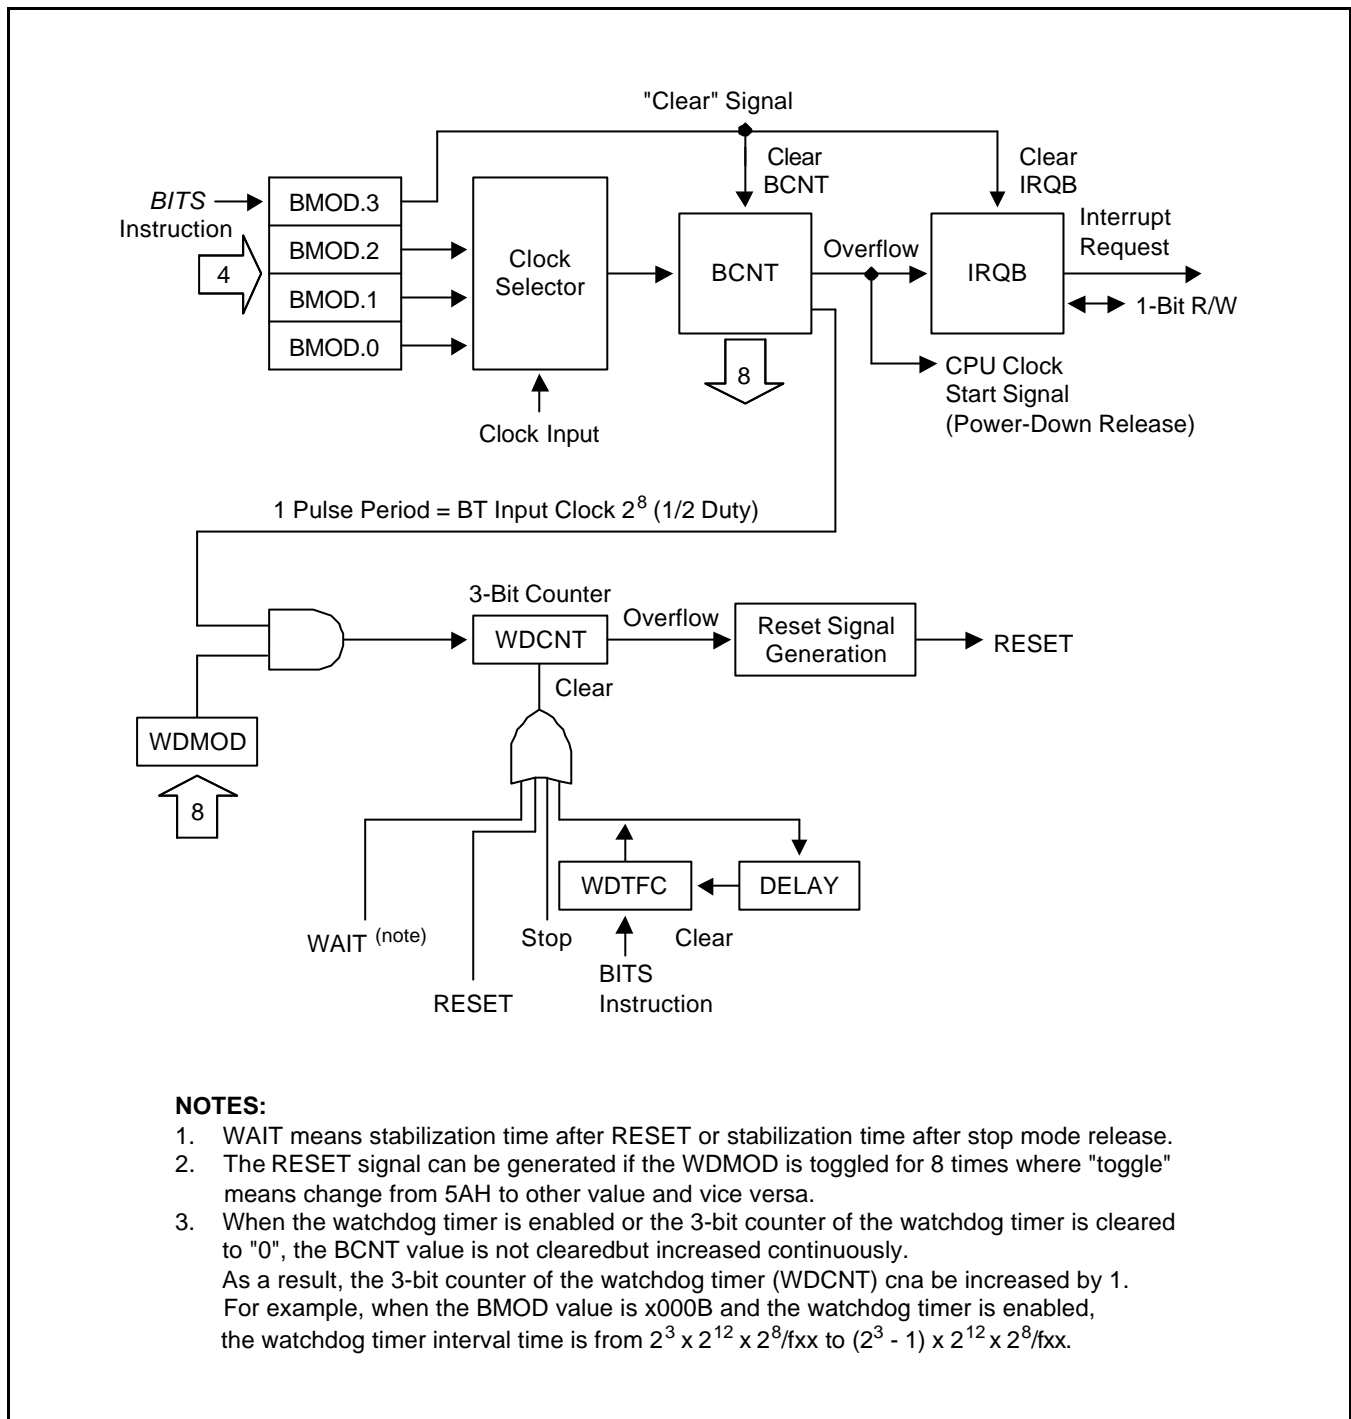 "Clear" Signal
Clear
BCNT
Clear
IRQB
BITS
Instruction
4
BMOD.3
BMOD.2
BMOD.1
BMOD.0
Clock
Selector
Clock Input
BCNT
8
Overflow
IRQB
Interrupt
Request
1-Bit R/W
CPU Clock
Start Signal
(Power-Down Release)
1 Pulse Period = BT Input Clock 2^8 (1/2 Duty)
3-Bit Counter
WDCNT
Overflow
Reset Signal
Generation
RESET
Clear
WDMOD
8
WDTFC
DELAY
WAIT (note)
Stop
Clear
RESET
BITS
Instruction
NOTES:
1. WAIT means stabilization time after RESET or stabilization time after stop mode release.
2. The RESET signal can be generated if the WDMOD is toggled for 8 times where "toggle"
means change from 5AH to other value and vice versa.
3. When the watchdog timer is enabled or the 3-bit counter of the watchdog timer is cleared
to "0", the BCNT value is not clearedbut increased continuously.
As a result, the 3-bit counter of the watchdog timer (WDCNT) cna be increased by 1.
For example, when the BMOD value is x000B and the watchdog timer is enabled,
the watchdog timer interval time is from 2^3 x 2^12 x 2^8/fxx to (2^3 - 1) x 2^12 x 2^8/fxx.